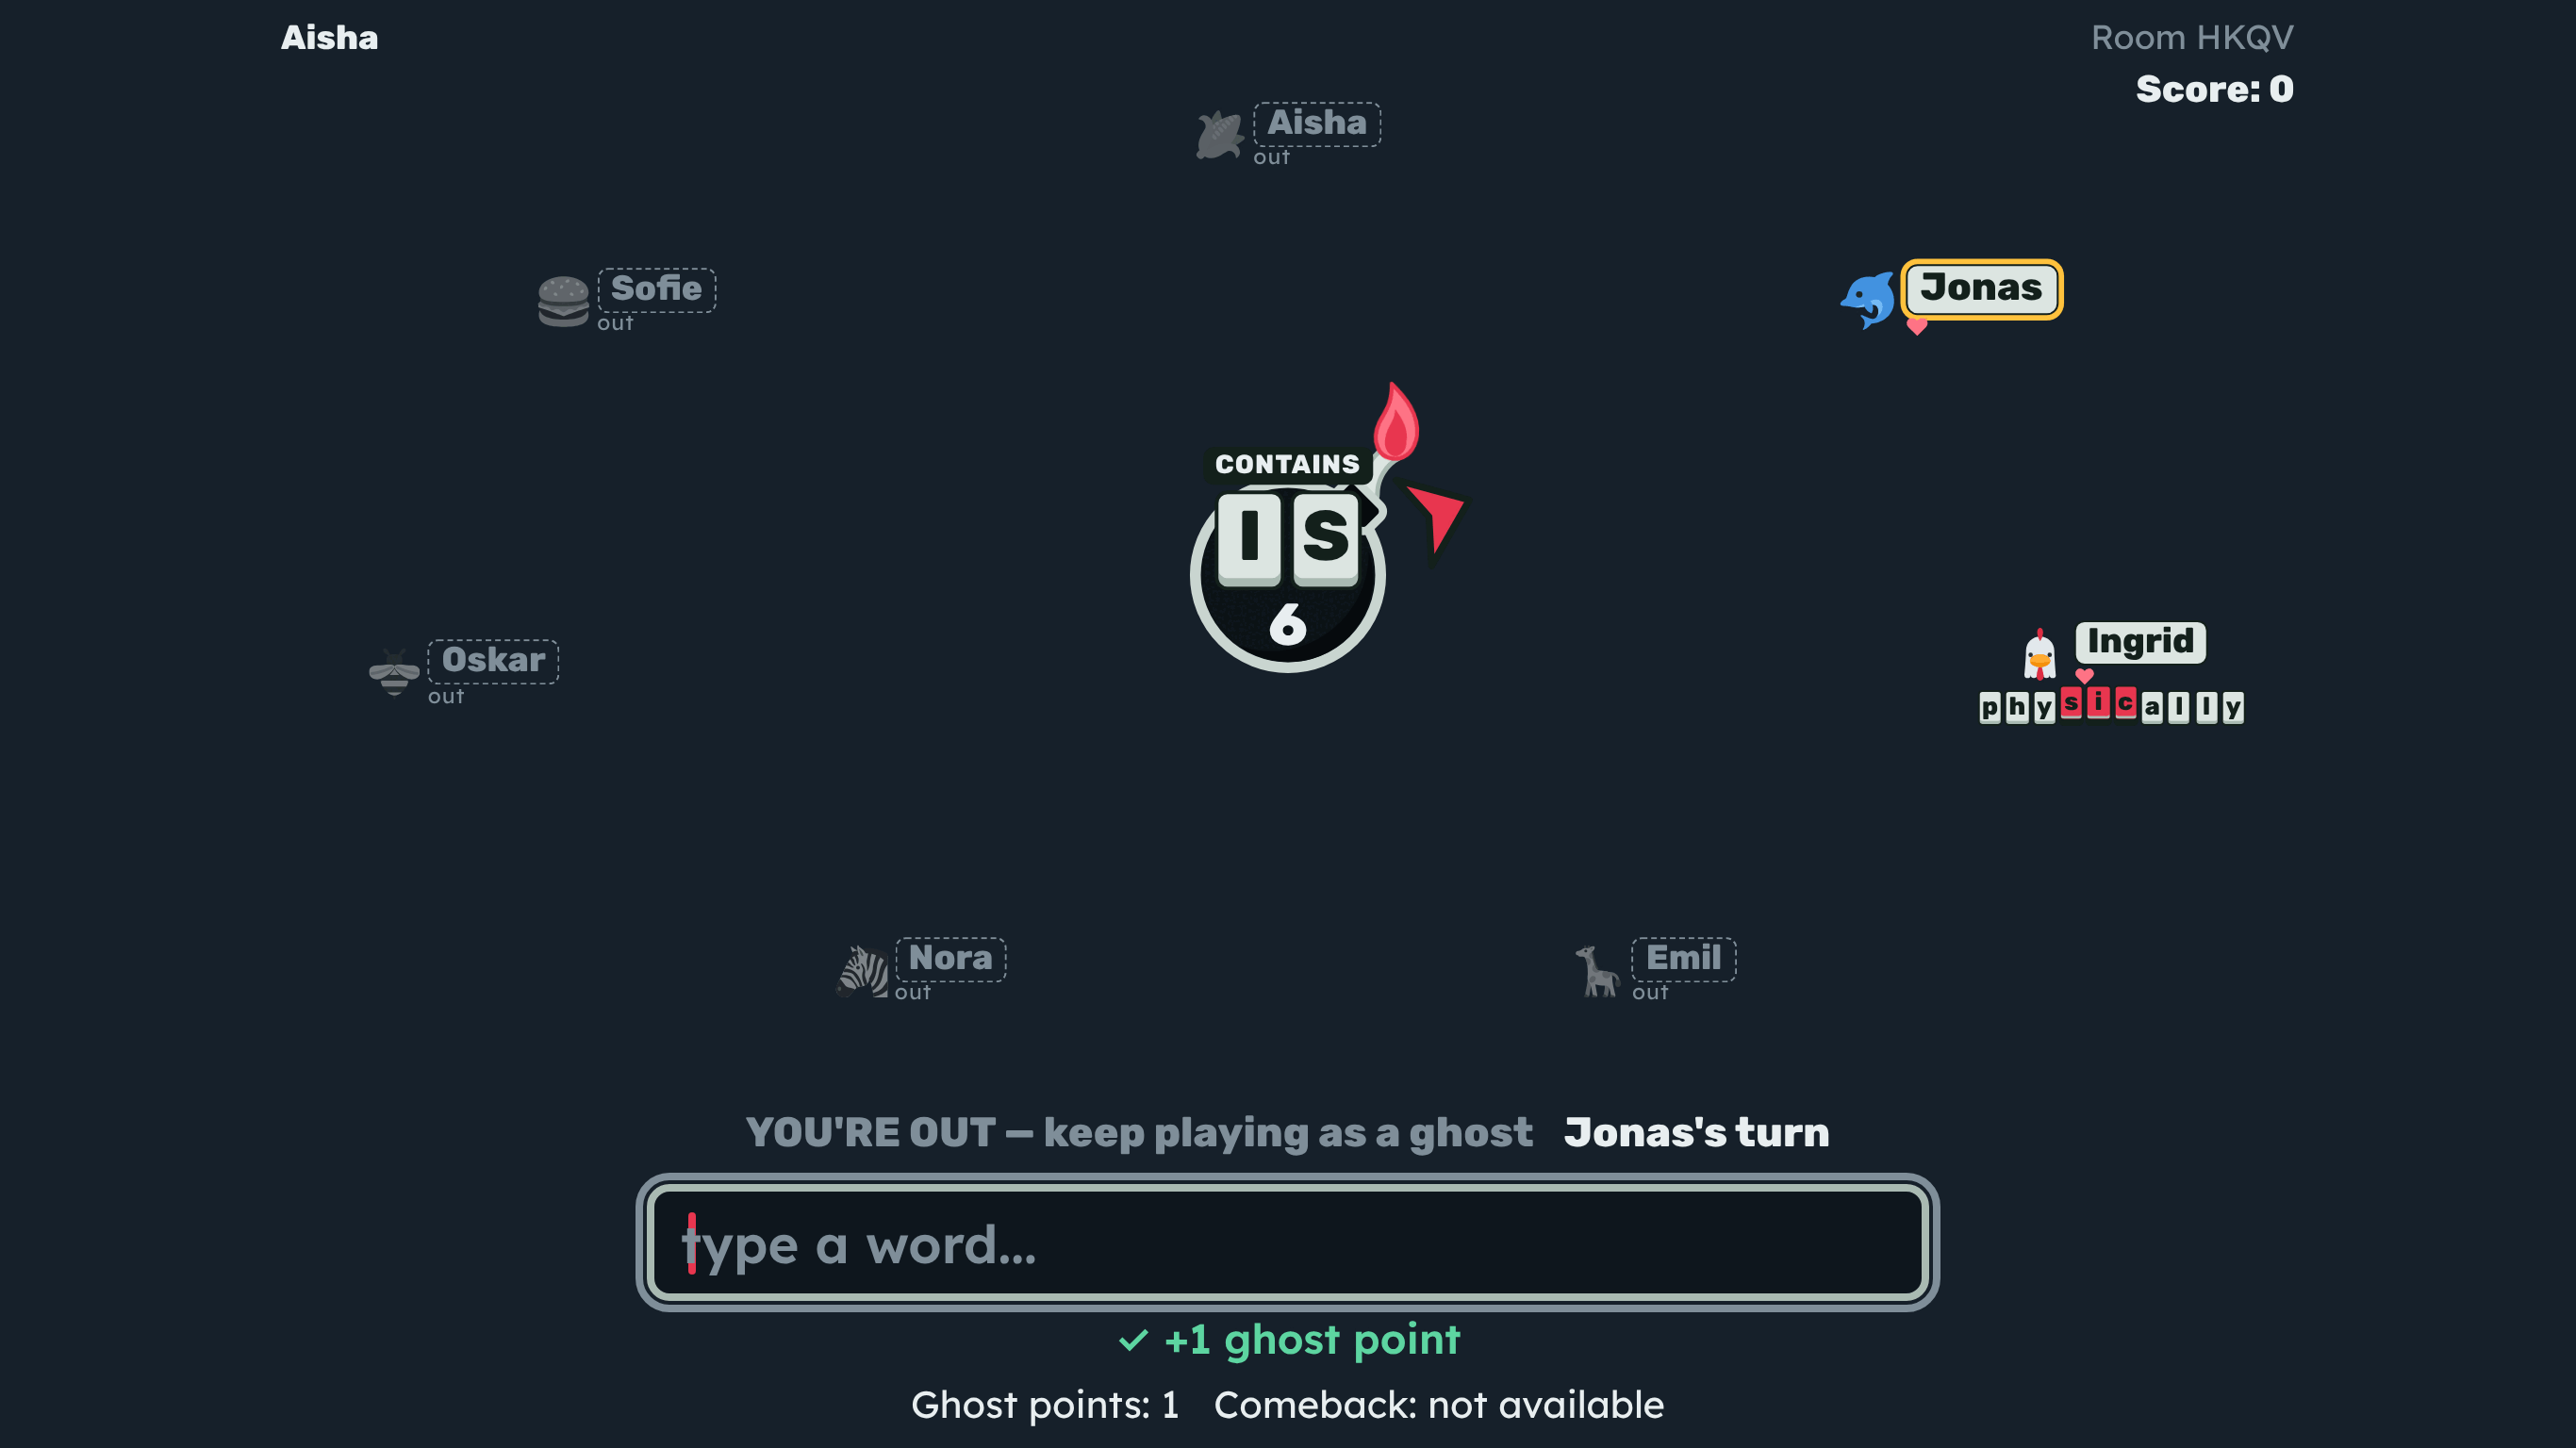 Aisha
Room HKQV
Score: 0
Aisha
out
Sofie
out
Jonas
CONTAINS
IS
6
Ingrid
physically
Oskar
out
Nora
out
Emil
out
YOU'RE OUT – keep playing as a ghost Jonas's turn
type a word...
✓ +1 ghost point
Ghost points: 1 Comeback: not available